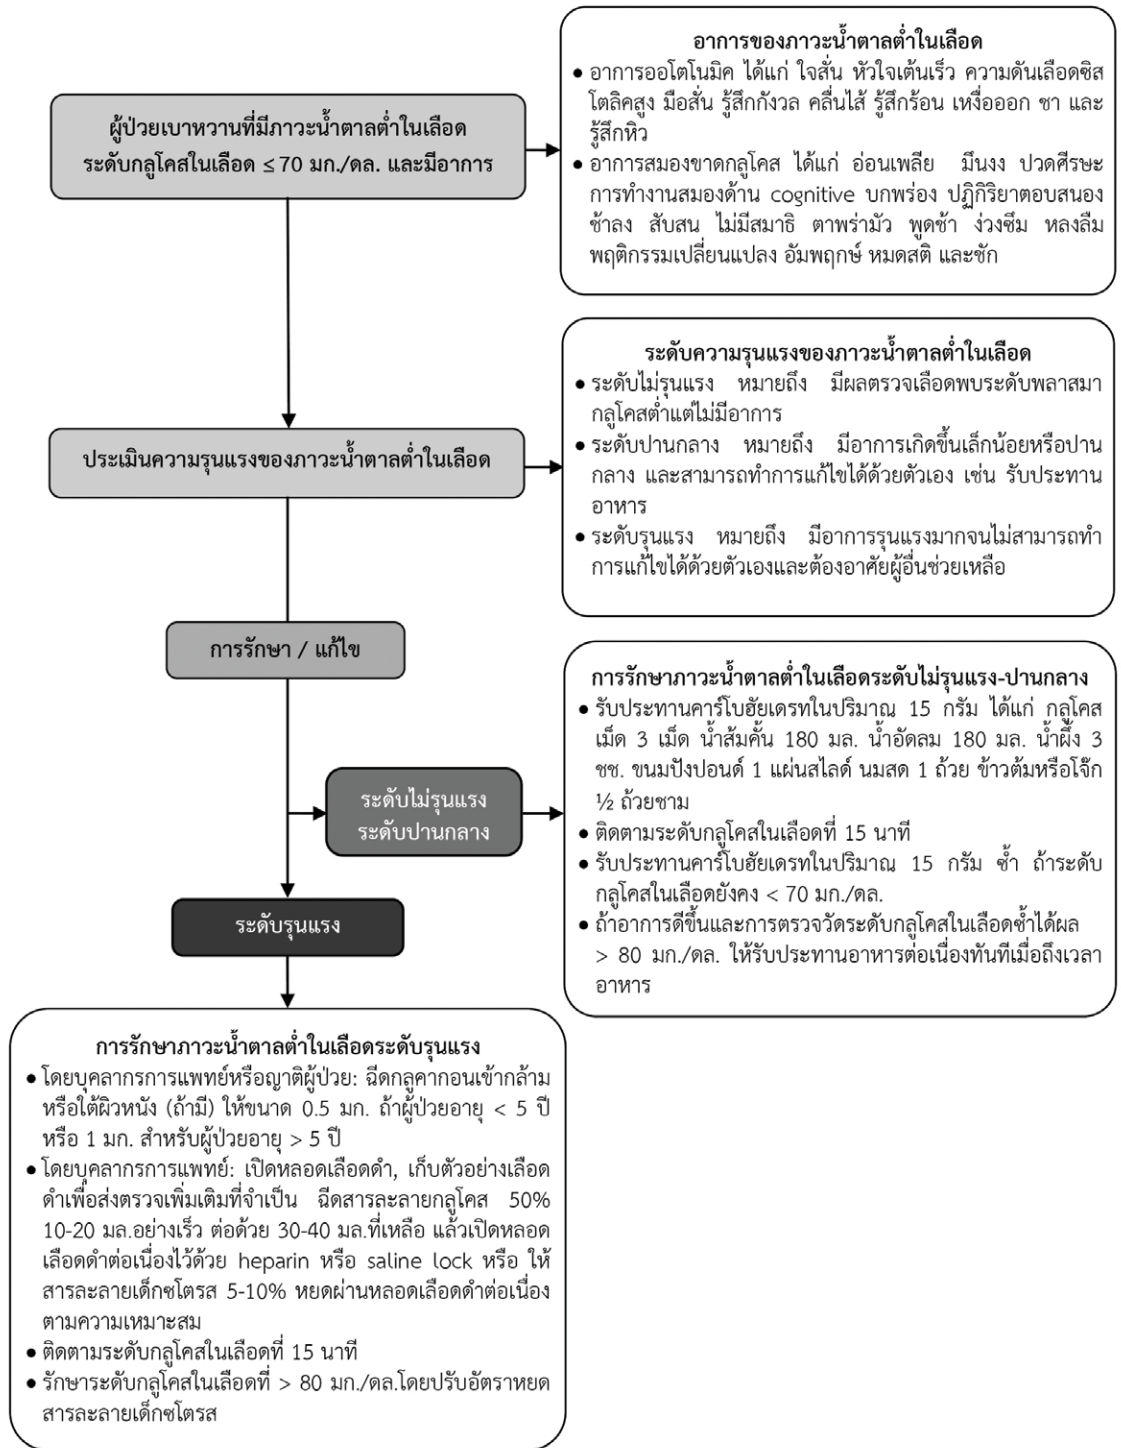 ผู้ป่วยเบาหวานที่มีภาวะน้ำตาลต่ำในเลือด
ระดับกลูโคสในเลือด ≤ 70 มก./ดล. และมีอาการ
อาการของภาวะน้ำตาลต่ำในเลือด
● อาการออโตโนมิค ได้แก่ ใจสั่น หัวใจเต้นเร็ว ความดันเลือดซิส
โตลิคสูง มือสั่น รู้สึกกังวล คลื่นไส้ รู้สึกร้อน เหงื่อออก ชา และ
รู้สึกหิว
● อาการสมองขาดกลูโคส ได้แก่ อ่อนเพลีย มึนงง ปวดศีรษะ
การทำงานสมองด้าน cognitive บกพร่อง ปฏิกิริยาตอบสนอง
ช้าลง สับสน ไม่มีสมาธิ ตาพร่ามัว พูดช้า ง่วงซึม หลงลืม
พฤติกรรมเปลี่ยนแปลง อัมพฤกษ์ หมดสติ และชัก
ประเมินความรุนแรงของภาวะน้ำตาลต่ำในเลือด
ระดับความรุนแรงของภาวะน้ำตาลต่ำในเลือด
● ระดับไม่รุนแรง หมายถึง มีผลตรวจเลือดพบระดับพลาสมา
กลูโคสต่ำแต่ไม่มีอาการ
● ระดับปานกลาง หมายถึง มีอาการเกิดขึ้นเล็กน้อยหรือปาน
กลาง และสามารถทำการแก้ไขได้ด้วยตัวเอง เช่น รับประทาน
อาหาร
● ระดับรุนแรง หมายถึง มีอาการรุนแรงมากจนไม่สามารถทำ
การแก้ไขได้ด้วยตัวเองและต้องอาศัยผู้อื่นช่วยเหลือ
การรักษา / แก้ไข
ระดับไม่รุนแรง
ระดับปานกลาง
การรักษาภาวะน้ำตาลต่ำในเลือดระดับไม่รุนแรง-ปานกลาง
● รับประทานคาร์โบฮัยเดรทในปริมาณ 15 กรัม ได้แก่ กลูโคส
เม็ด 3 เม็ด น้ำส้มคั้น 180 มล. น้ำอัดลม 180 มล. น้ำผึ้ง 3
ชช. ขนมปังปอนด์ 1 แผ่นสไลด์ นมสด 1 ถ้วย ข้าวต้มหรือโจ๊ก
½ ถ้วยชาม
● ติดตามระดับกลูโคสในเลือดที่ 15 นาที
● รับประทานคาร์โบฮัยเดรทในปริมาณ 15 กรัม ซ้ำ ถ้าระดับ
กลูโคสในเลือดยังคง < 70 มก./ดล.
● ถ้าอาการดีขึ้นและการตรวจวัดระดับกลูโคสในเลือดซ้ำได้ผล
> 80 มก./ดล. ให้รับประทานอาหารต่อเนื่องทันทีเมื่อถึงเวลา
อาหาร
ระดับรุนแรง
การรักษาภาวะน้ำตาลต่ำในเลือดระดับรุนแรง
● โดยบุคลากรการแพทย์หรือญาติผู้ป่วย: ฉีดกลูคากอนเข้ากล้าม
หรือใต้ผิวหนัง (ถ้ามี) ให้ขนาด 0.5 มก. ถ้าผู้ป่วยอายุ < 5 ปี
หรือ 1 มก. สำหรับผู้ป่วยอายุ > 5 ปี
● โดยบุคลากรการแพทย์: เปิดหลอดเลือดดำ, เก็บตัวอย่างเลือด
ดำเพื่อส่งตรวจเพิ่มเติมที่จำเป็น ฉีดสารละลายกลูโคส 50%
10-20 มล.อย่างเร็ว ต่อด้วย 30-40 มล.ที่เหลือ แล้วเปิดหลอด
เลือดดำต่อเนื่องไว้ด้วย heparin หรือ saline lock หรือ ให้
สารละลายเด็กซโตรส 5-10% หยดผ่านหลอดเลือดดำต่อเนื่อง
ตามความเหมาะสม
● ติดตามระดับกลูโคสในเลือดที่ 15 นาที
● รักษาระดับกลูโคสในเลือดที่ > 80 มก./ดล.โดยปรับอัตราหยด
สารละลายเด็กซโตรส